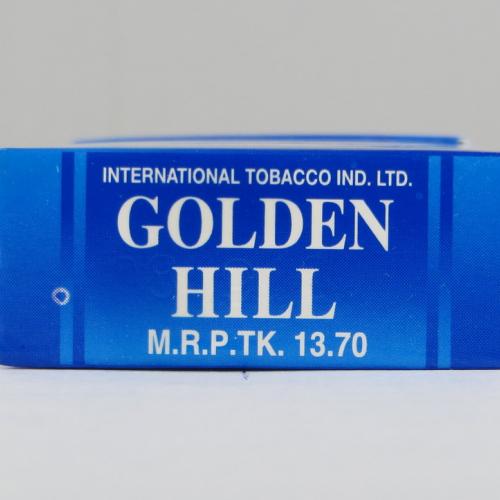 INTERNATIONAL TOBACCO IND. LTD.
GOLDEN
HILL
M.R.P.TK. 13.70